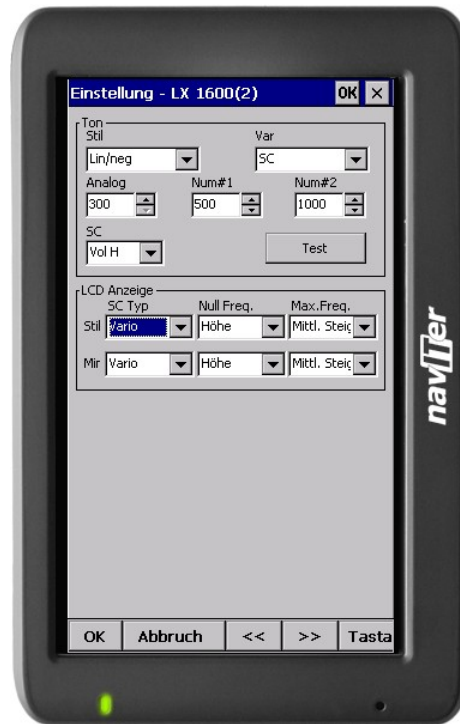 Einstellung - LX 1600(2) OK ×
Ton
Stil Var
Lin/neg SC
Analog Num#1 Num#2
300 500 1000
SC
Vol H Test
LCD Anzeige
SC Typ Null Freq. Max.Freq.
Stil Vario Höhe Mittl. Steig
Mir Vario Höhe Mittl. Steig
OK Abbruch << >> Tasta
naviter